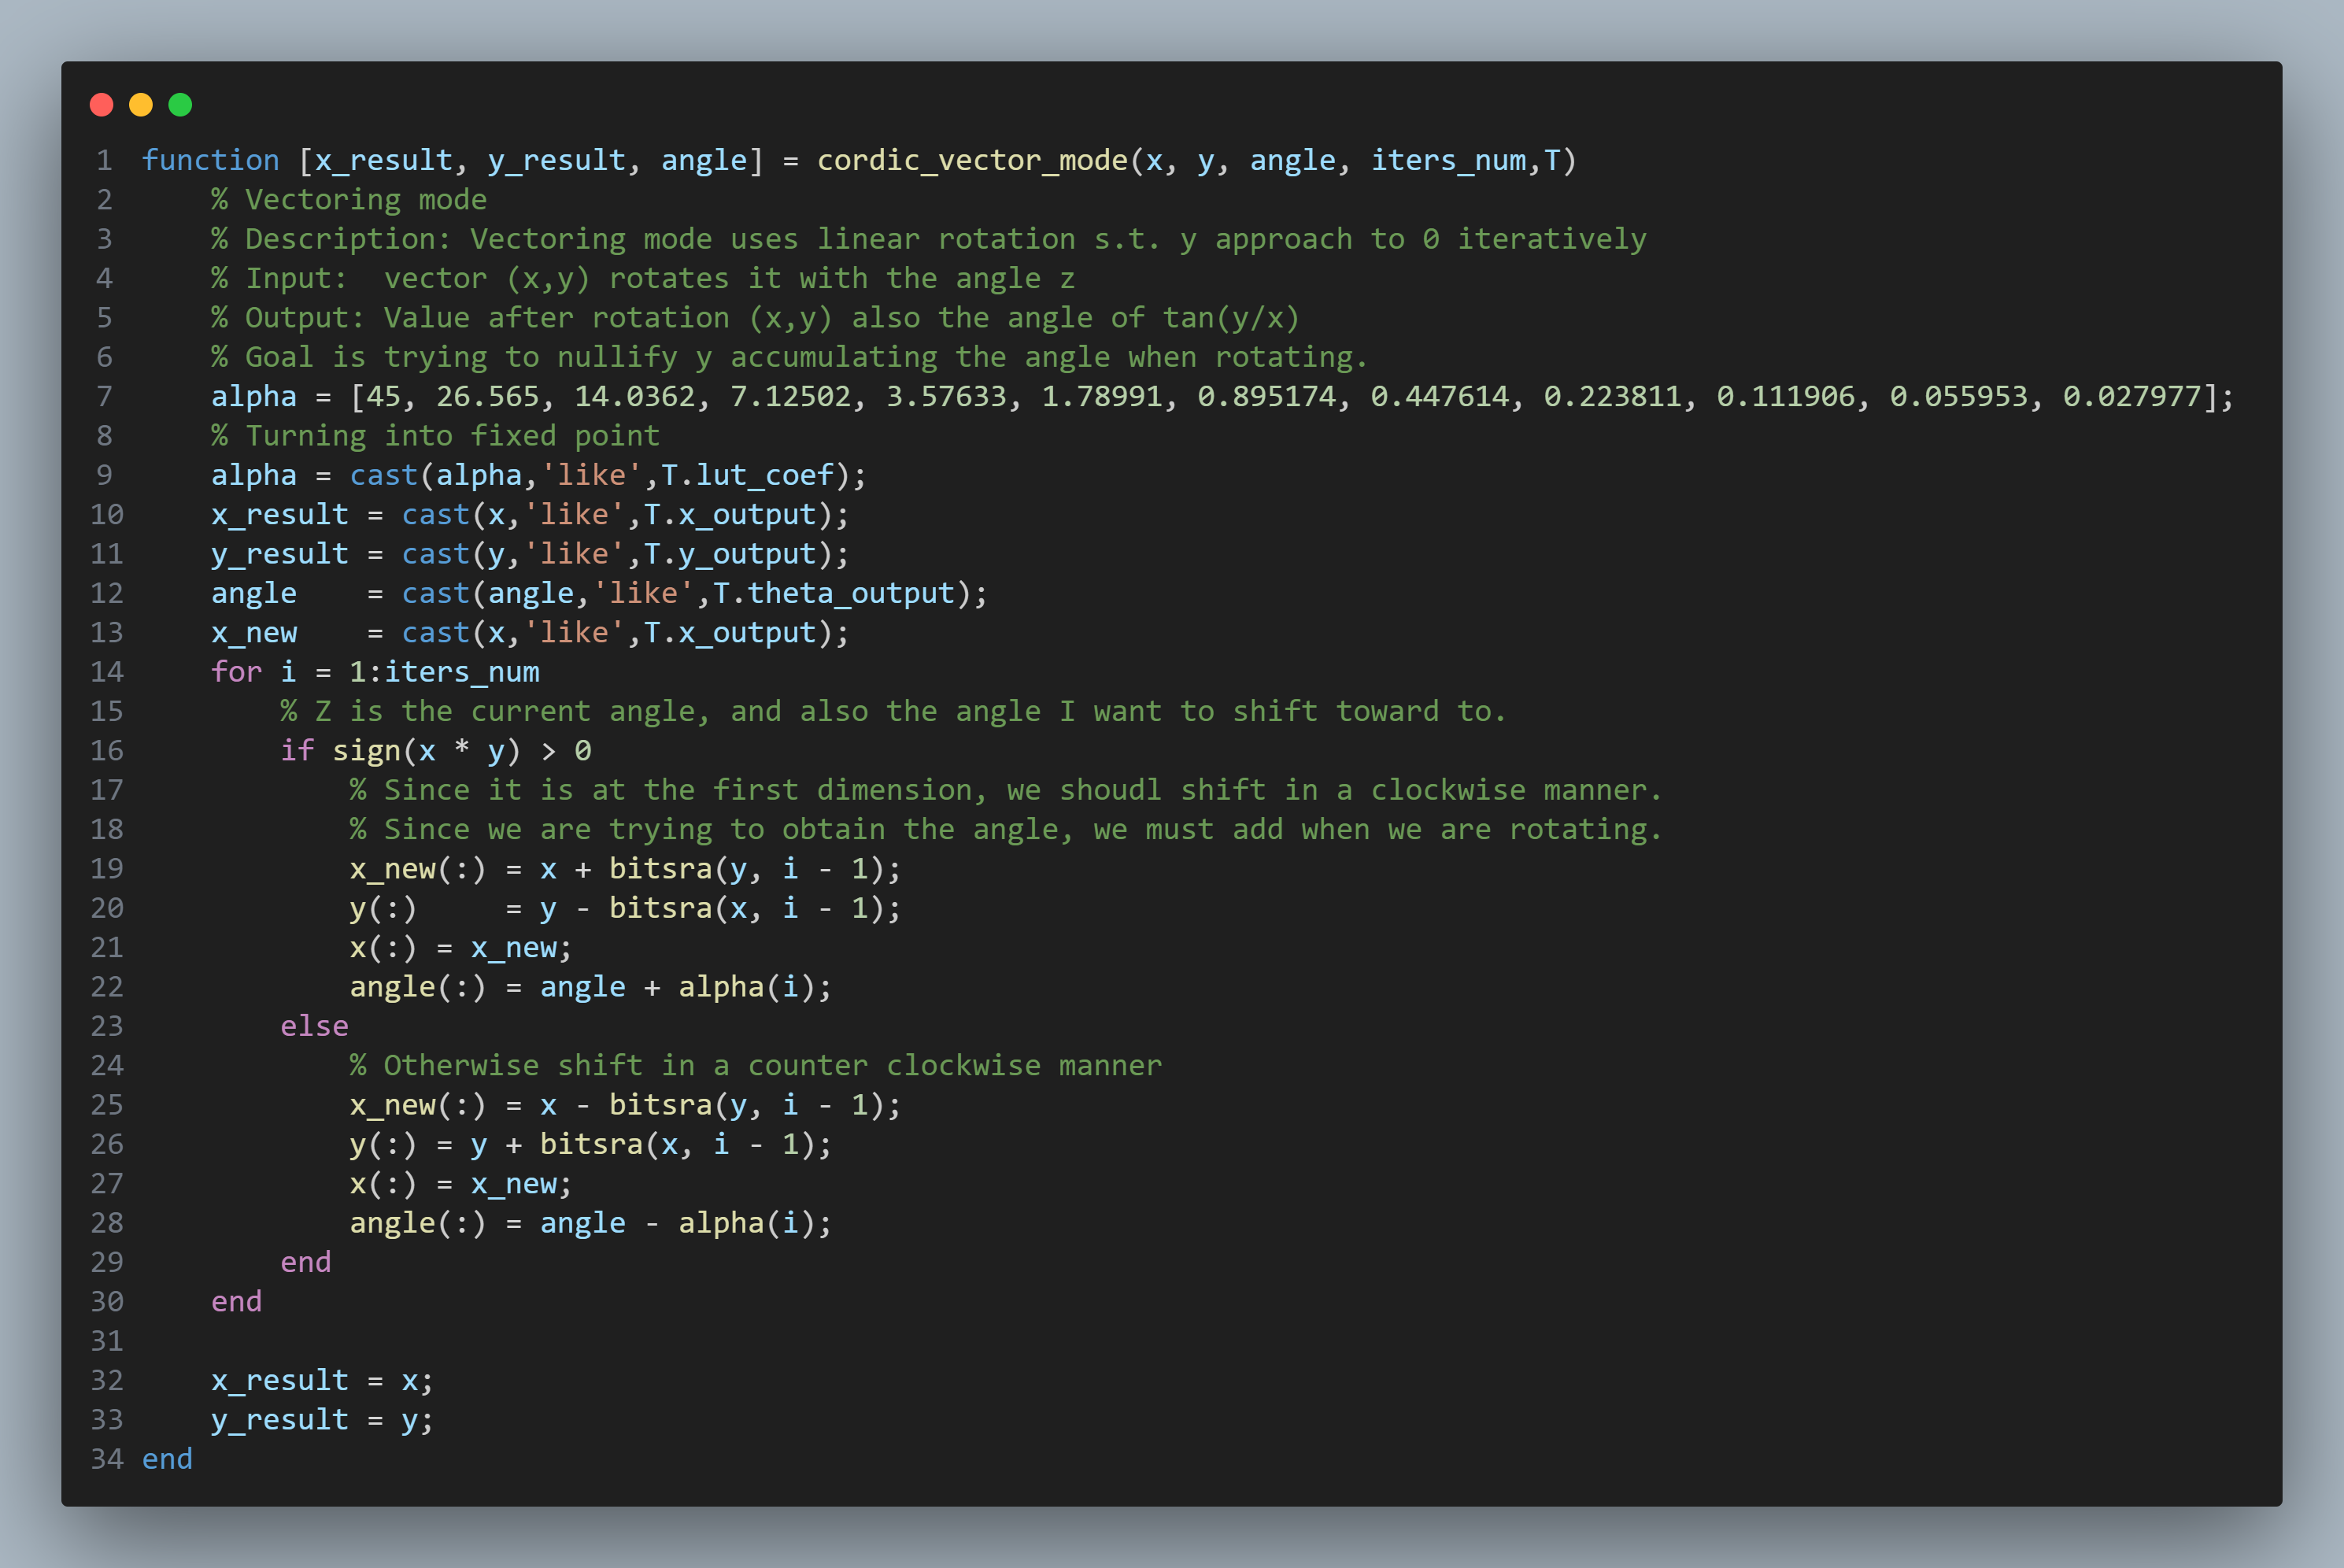 1 function [x_result, y_result, angle] = cordic_vector_mode(x, y, angle, iters_num,T)
2     % Vectoring mode
3     % Description: Vectoring mode uses linear rotation s.t. y approach to 0 iteratively
4     % Input:  vector (x,y) rotates it with the angle z
5     % Output: Value after rotation (x,y) also the angle of tan(y/x)
6     % Goal is trying to nullify y accumulating the angle when rotating.
7     alpha = [45, 26.565, 14.0362, 7.12502, 3.57633, 1.78991, 0.895174, 0.447614, 0.223811, 0.111906, 0.055953, 0.027977];
8     % Turning into fixed point
9     alpha = cast(alpha,'like',T.lut_coef);
10     x_result = cast(x,'like',T.x_output);
11     y_result = cast(y,'like',T.y_output);
12     angle    = cast(angle,'like',T.theta_output);
13     x_new    = cast(x,'like',T.x_output);
14     for i = 1:iters_num
15         % Z is the current angle, and also the angle I want to shift toward to.
16         if sign(x * y) > 0
17             % Since it is at the first dimension, we shoudl shift in a clockwise manner.
18             % Since we are trying to obtain the angle, we must add when we are rotating.
19             x_new(:) = x + bitsra(y, i - 1);
20             y(:)     = y - bitsra(x, i - 1);
21             x(:) = x_new;
22             angle(:) = angle + alpha(i);
23         else
24             % Otherwise shift in a counter clockwise manner
25             x_new(:) = x - bitsra(y, i - 1);
26             y(:) = y + bitsra(x, i - 1);
27             x(:) = x_new;
28             angle(:) = angle - alpha(i);
29         end
30     end
31
32     x_result = x;
33     y_result = y;
34 end